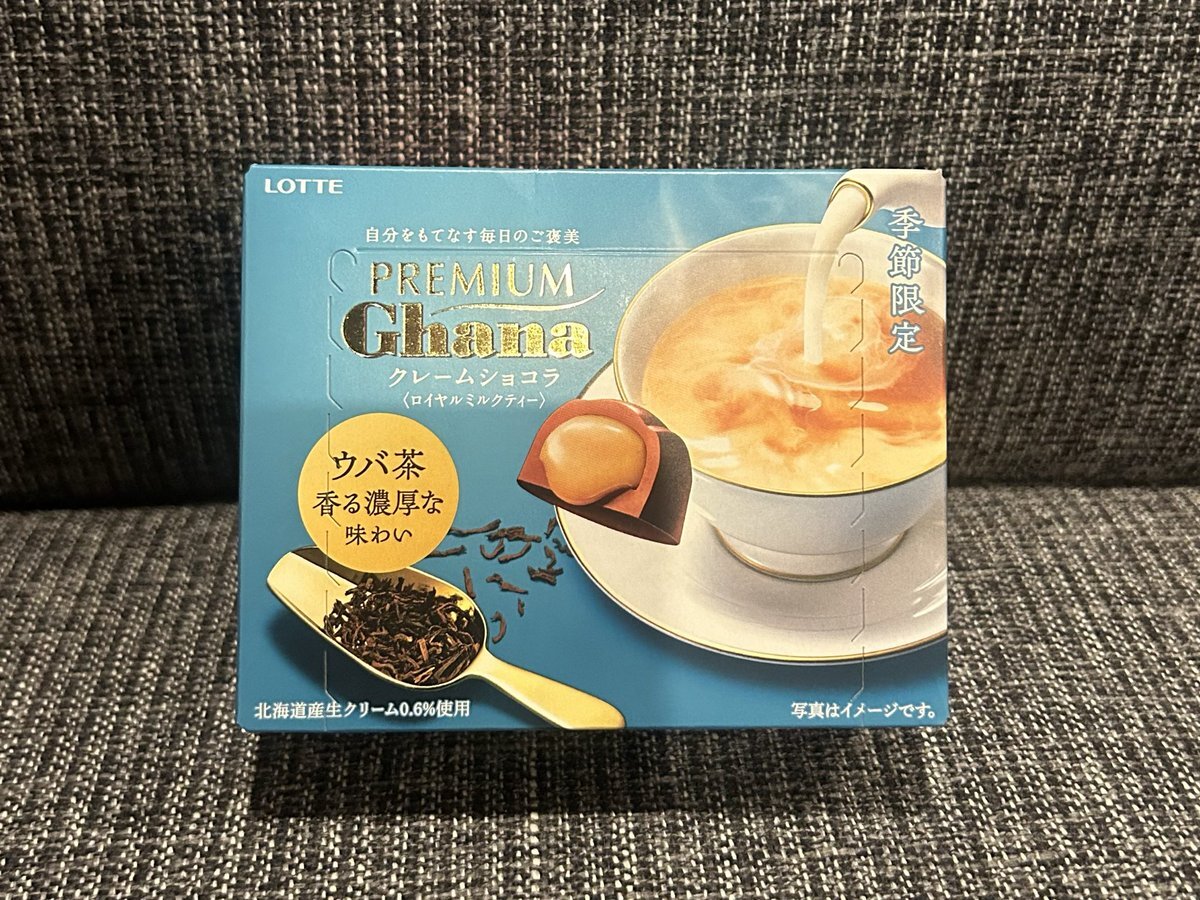 LOTTE
自分をもてなす毎日のご褒美
PREMIUM
Ghana
クレームショコラ
〈ロイヤルミルクティー〉
季節限定
ウバ茶
香る濃厚な
味わい
北海道産生クリーム0.6%使用
写真はイメージです。